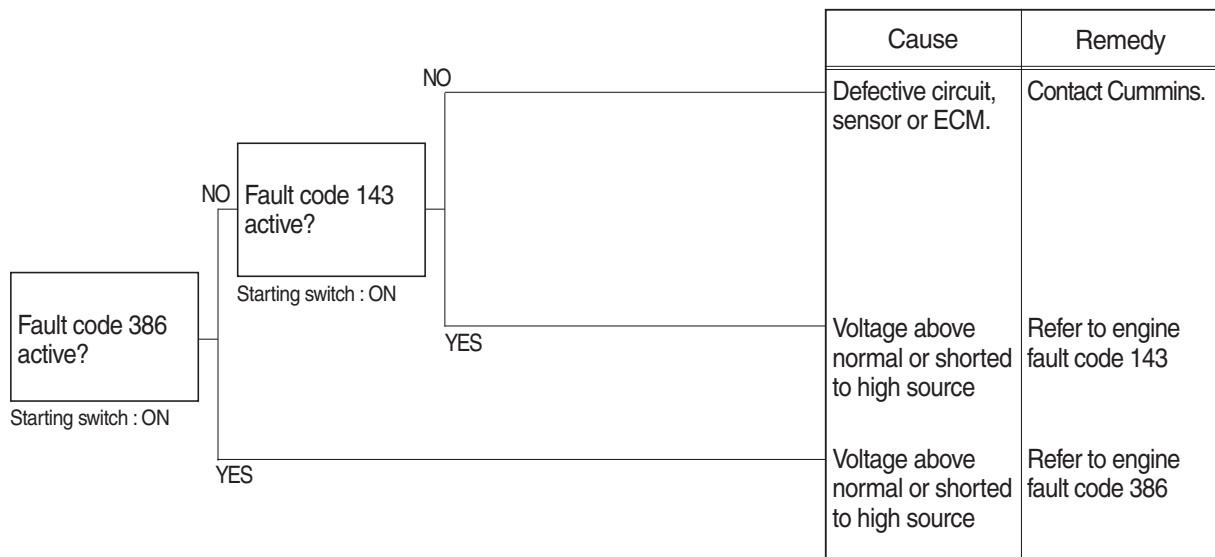 Cause
Remedy
NO
Defective circuit,
sensor or ECM.
Contact Cummins.
NO
Fault code 143
active?
Starting switch : ON
Fault code 386
active?
Starting switch : ON
YES
Voltage above
normal or shorted
to high source
Refer to engine
fault code 143
YES
Voltage above
normal or shorted
to high source
Refer to engine
fault code 386